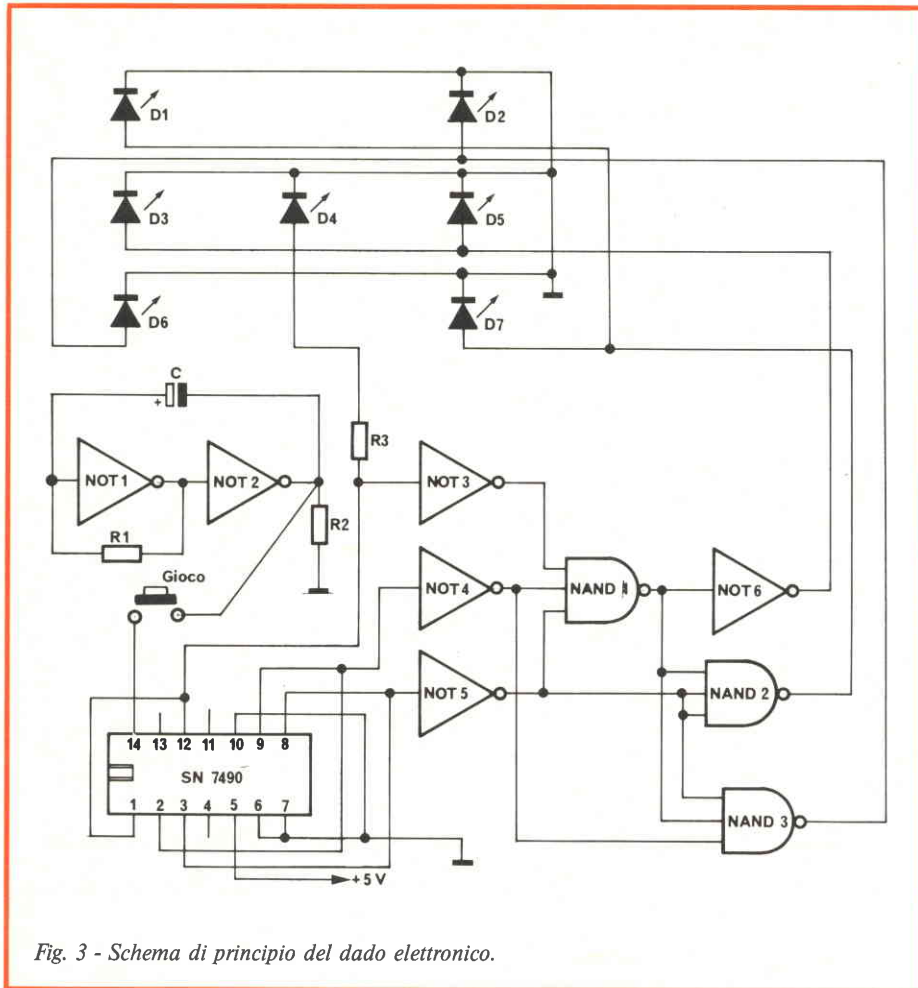 D1
D2
D3
D4
D5
D6
D7
C
+
R3
NOT 1
NOT 2
NOT 3
R1
R2
Gioco
NOT 4
NAND 1
NOT 6
NOT 5
NAND 2
14 13 12 11 10 9 8
SN 7490
1 2 3 4 5 6 7
NAND 3
+ 5 V
Fig. 3 - Schema di principio del dado elettronico.